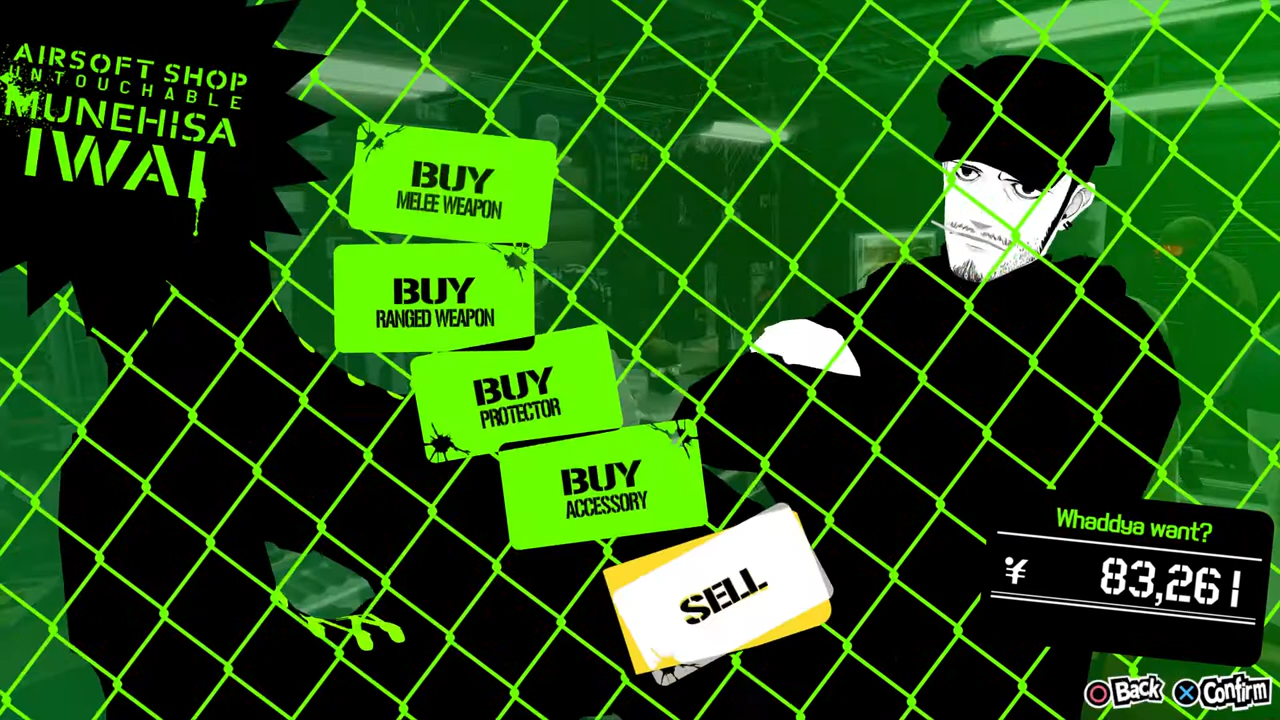 AIRSOFT SHOP
UNTOUCHABLE
MUNEHISA
IWAI
BUY
MELEE WEAPON
BUY
RANGED WEAPON
BUY
PROTECTOR
BUY
ACCESSORY
SELL
Whaddya want?
¥ 83,261
Back Confirm